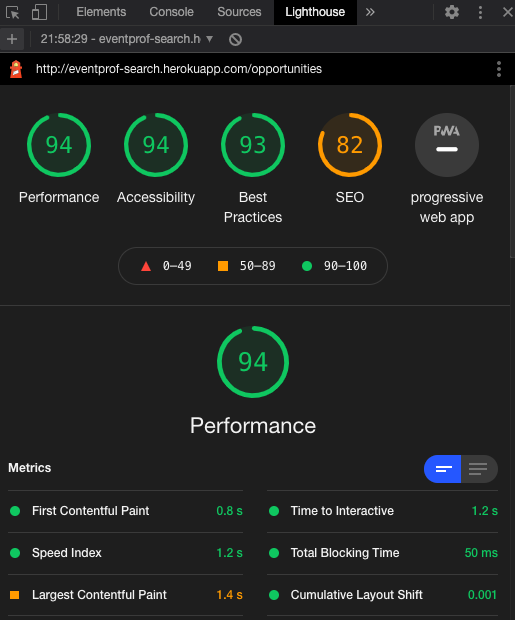 Elements Console Sources Lighthouse »
21:58:29 - eventprof-search.h
http://eventprof-search.herokuapp.com/opportunities
94 94 93 82 PWA
Performance Accessibility Best Practices SEO progressive web app
0–49 50–89 90–100
94
Performance
Metrics
First Contentful Paint 0.8 s
Time to Interactive 1.2 s
Speed Index 1.2 s
Total Blocking Time 50 ms
Largest Contentful Paint 1.4 s
Cumulative Layout Shift 0.001